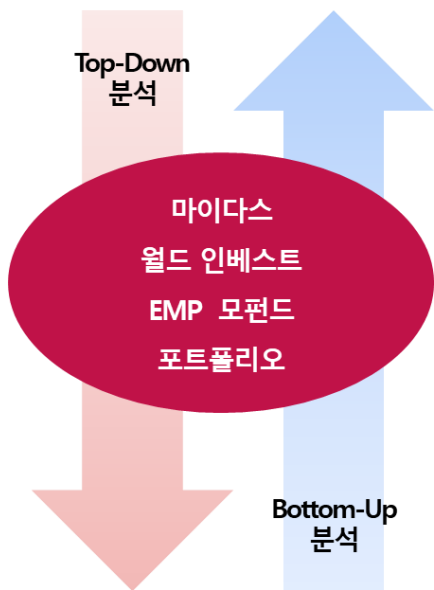 Top-Down
분석
마이다스
월드 인베스트
EMP 모펀드
포트폴리오
Bottom-Up
분석